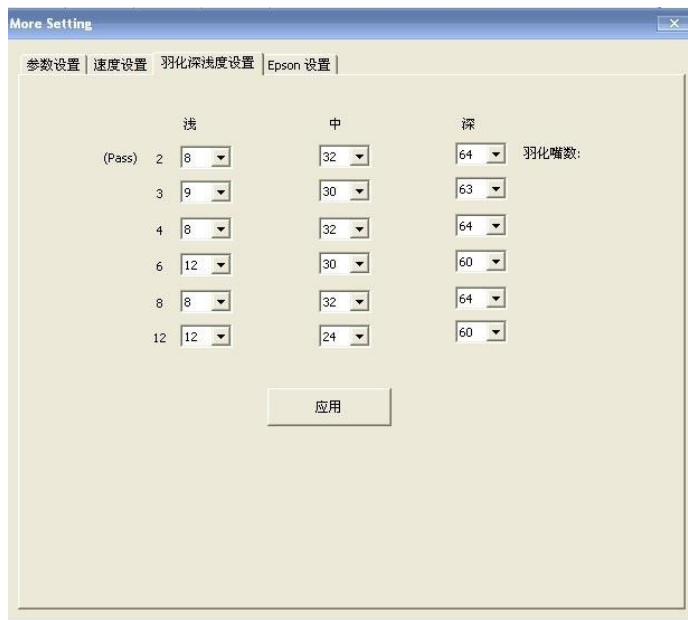 More Setting
参数设置 速度设置 羽化深浅度设置 Epson 设置
浅 中 深
(Pass) 2 8 32 64 羽化嘴数:
3 9 30 63
4 8 32 64
6 12 30 60
8 8 32 64
12 12 24 60
应用